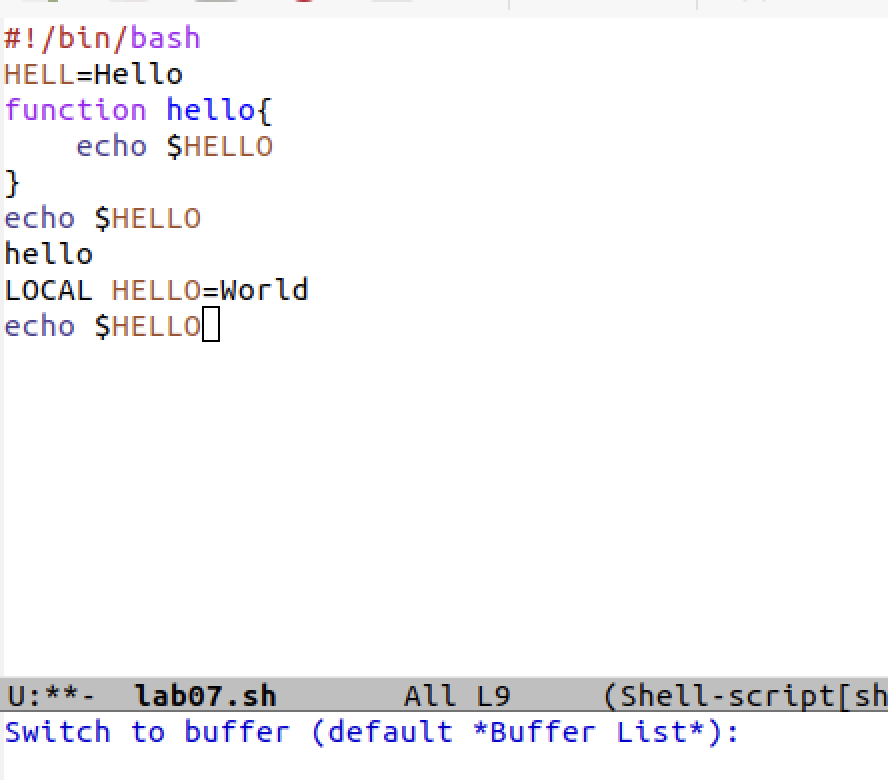 #!/bin/bash
HELL=Hello
function hello{
    echo $HELLO
}
echo $HELLO
hello
LOCAL HELLO=World
echo $HELLO
U:**-  lab07.sh       All L9     (Shell-script[sh
Switch to buffer (default *Buffer List*):